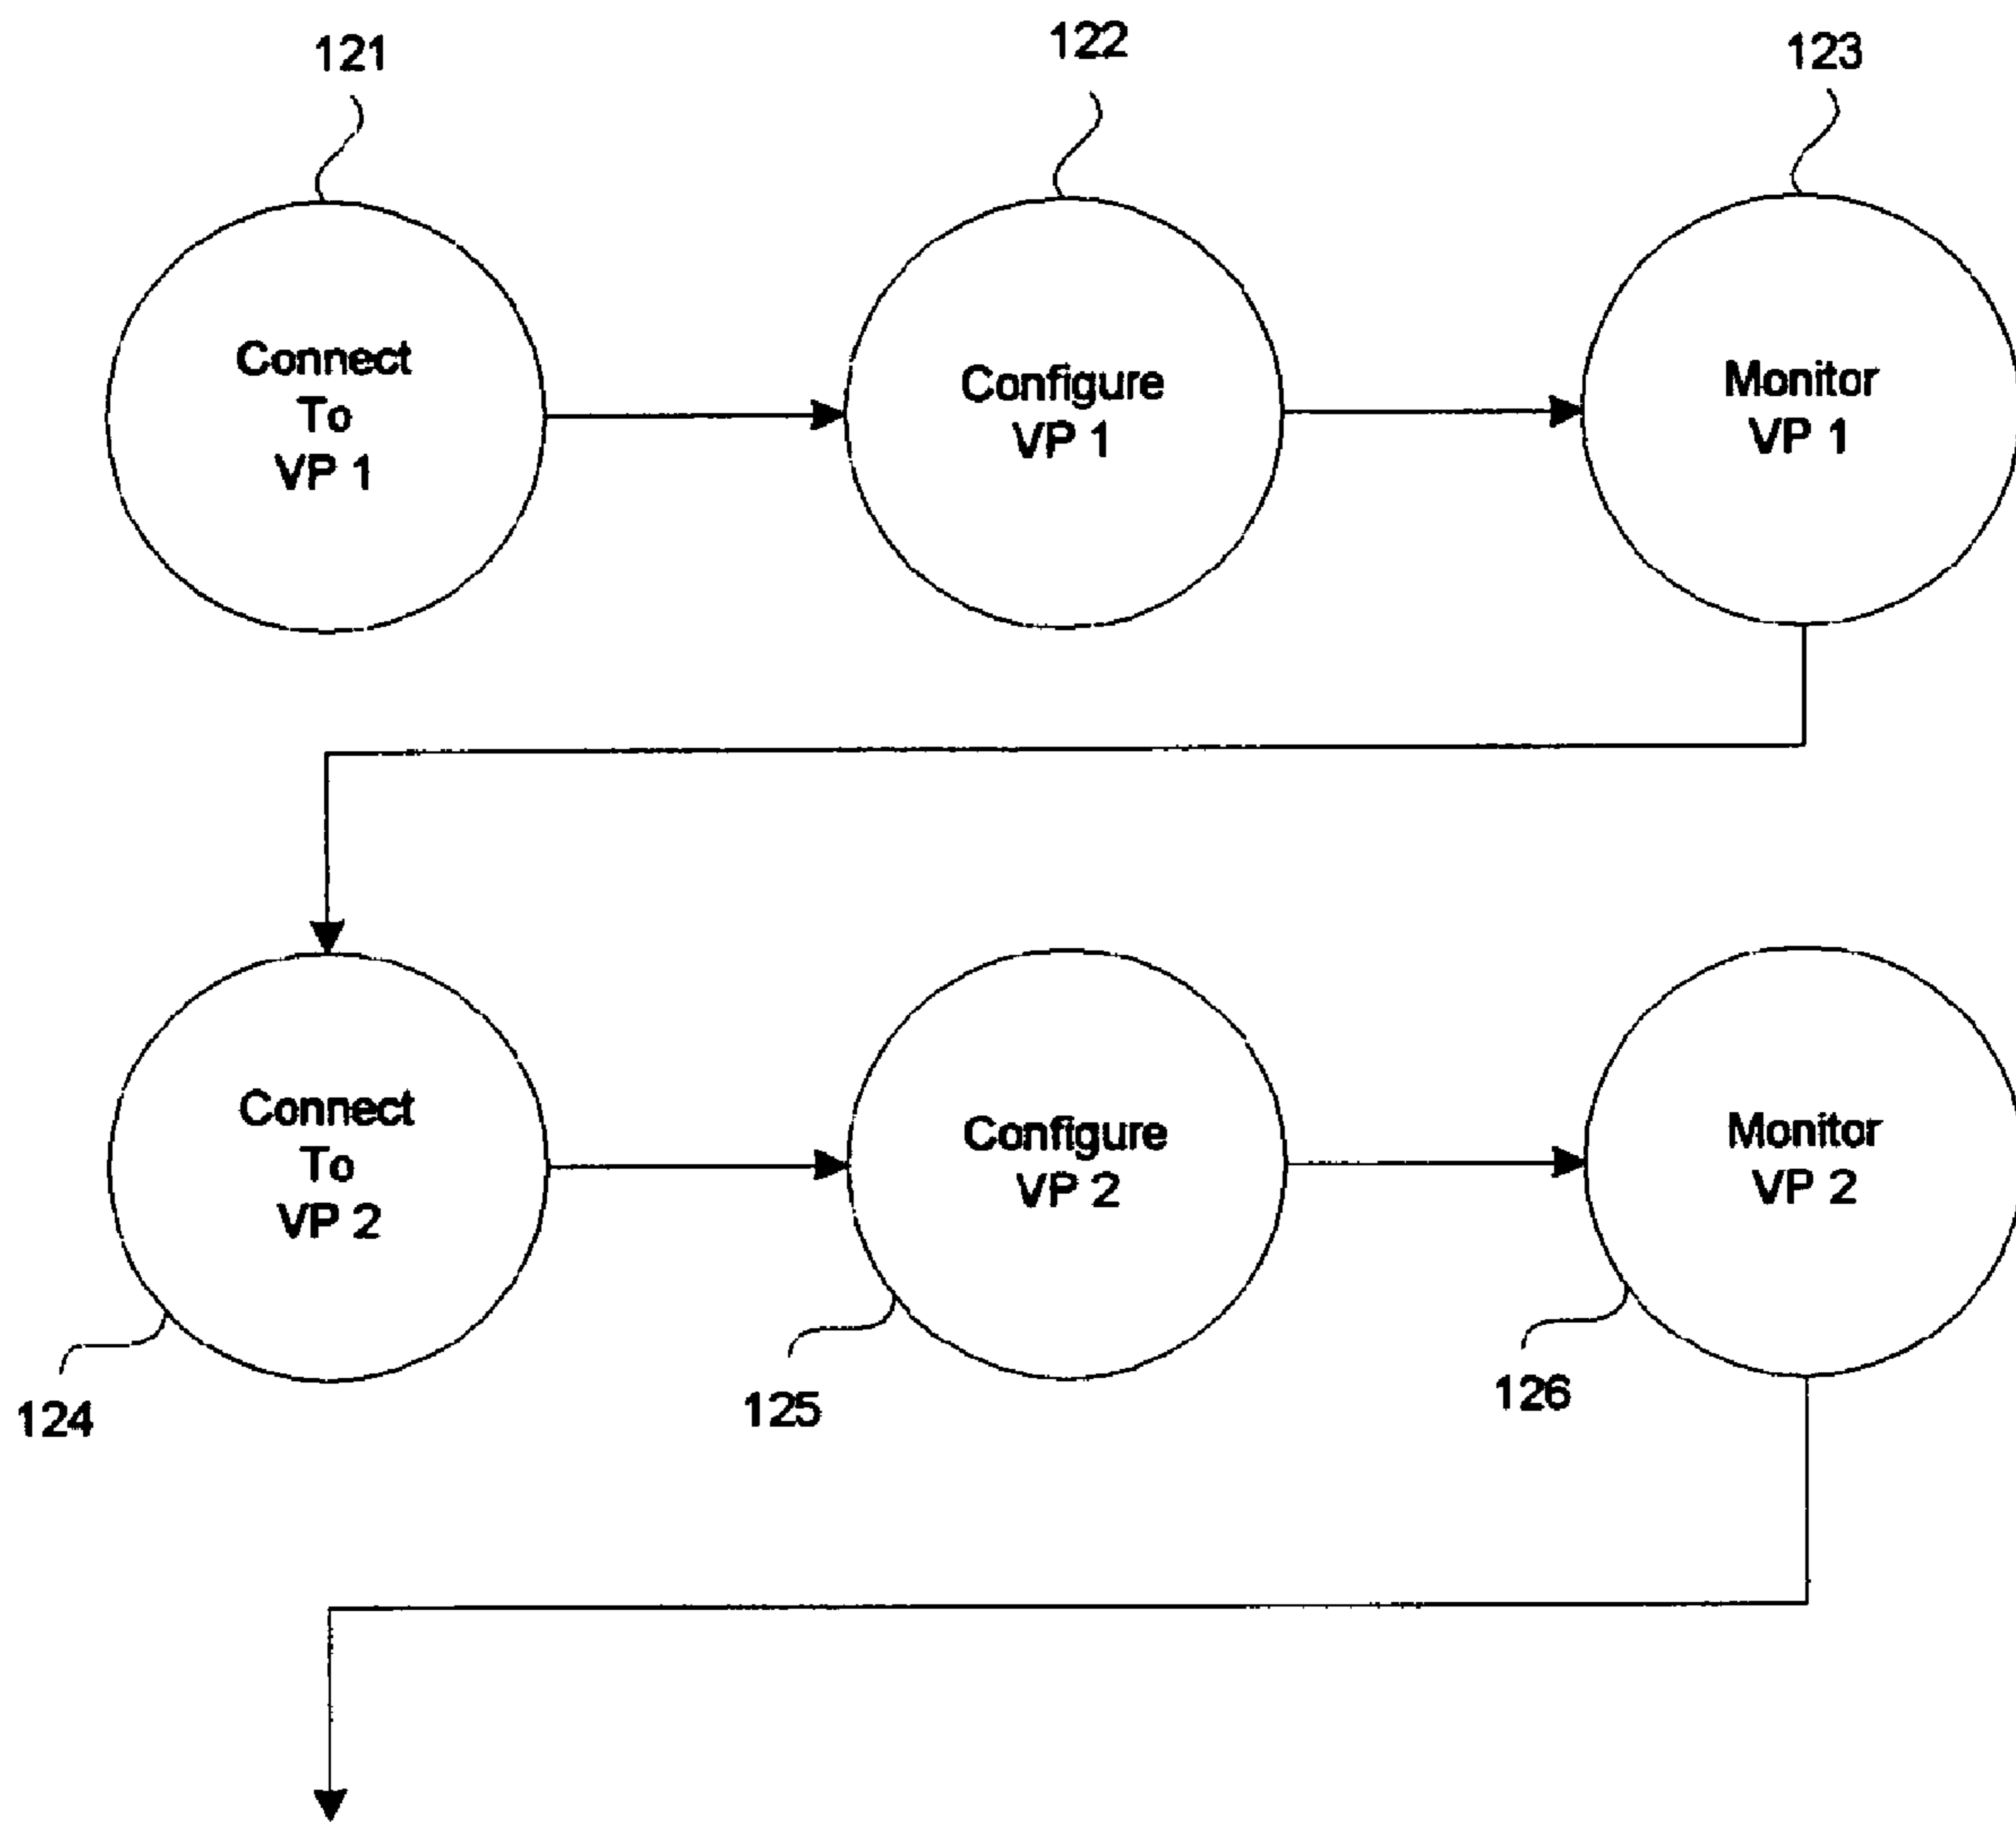 121
122
123
Connect
To
VP 1
Configure
VP 1
Monitor
VP 1
Connect
To
VP 2
Configure
VP 2
Monitor
VP 2
124
125
126